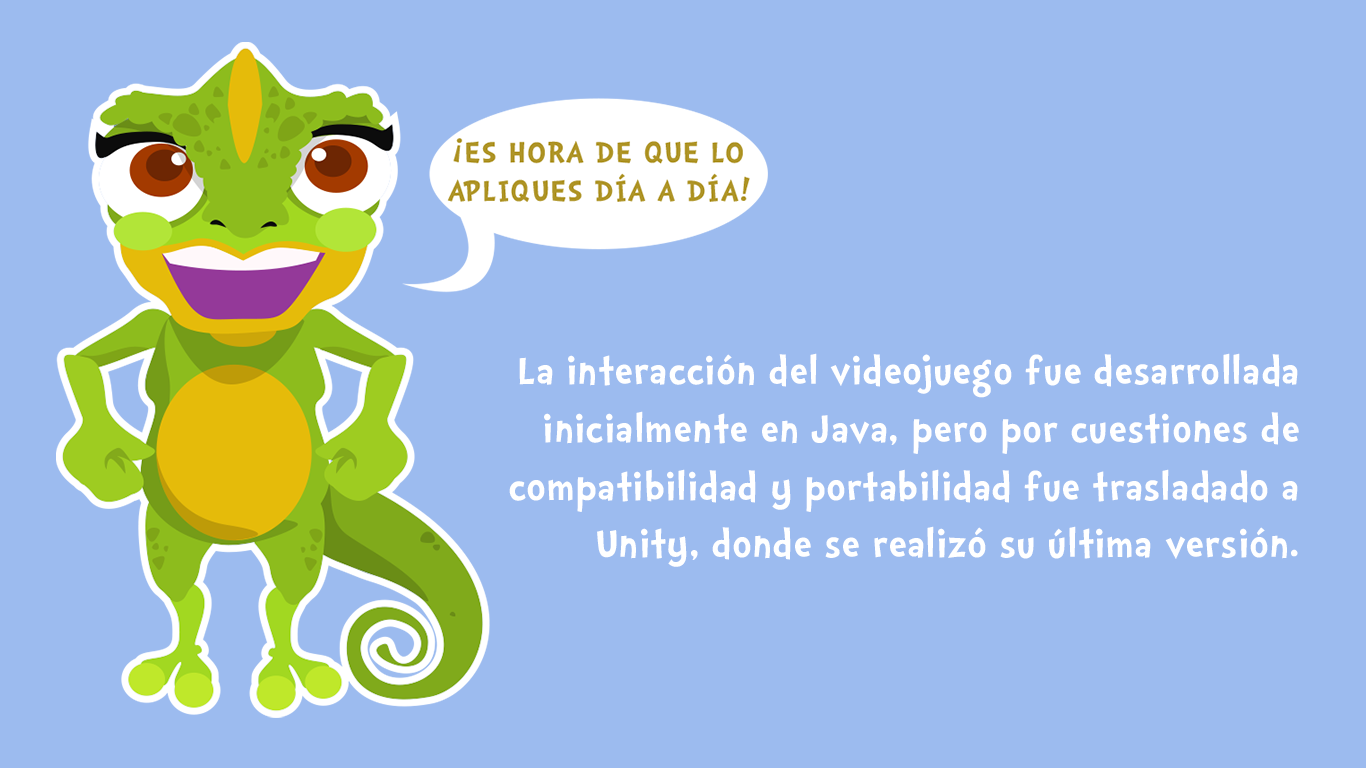 ¡ES HORA DE QUE LO
APLIQUES DÍA A DÍA!
La interacción del videojuego fue desarrollada
inicialmente en Java, pero por cuestiones de
compatibilidad y portabilidad fue trasladado a
Unity, donde se realizó su última versión.